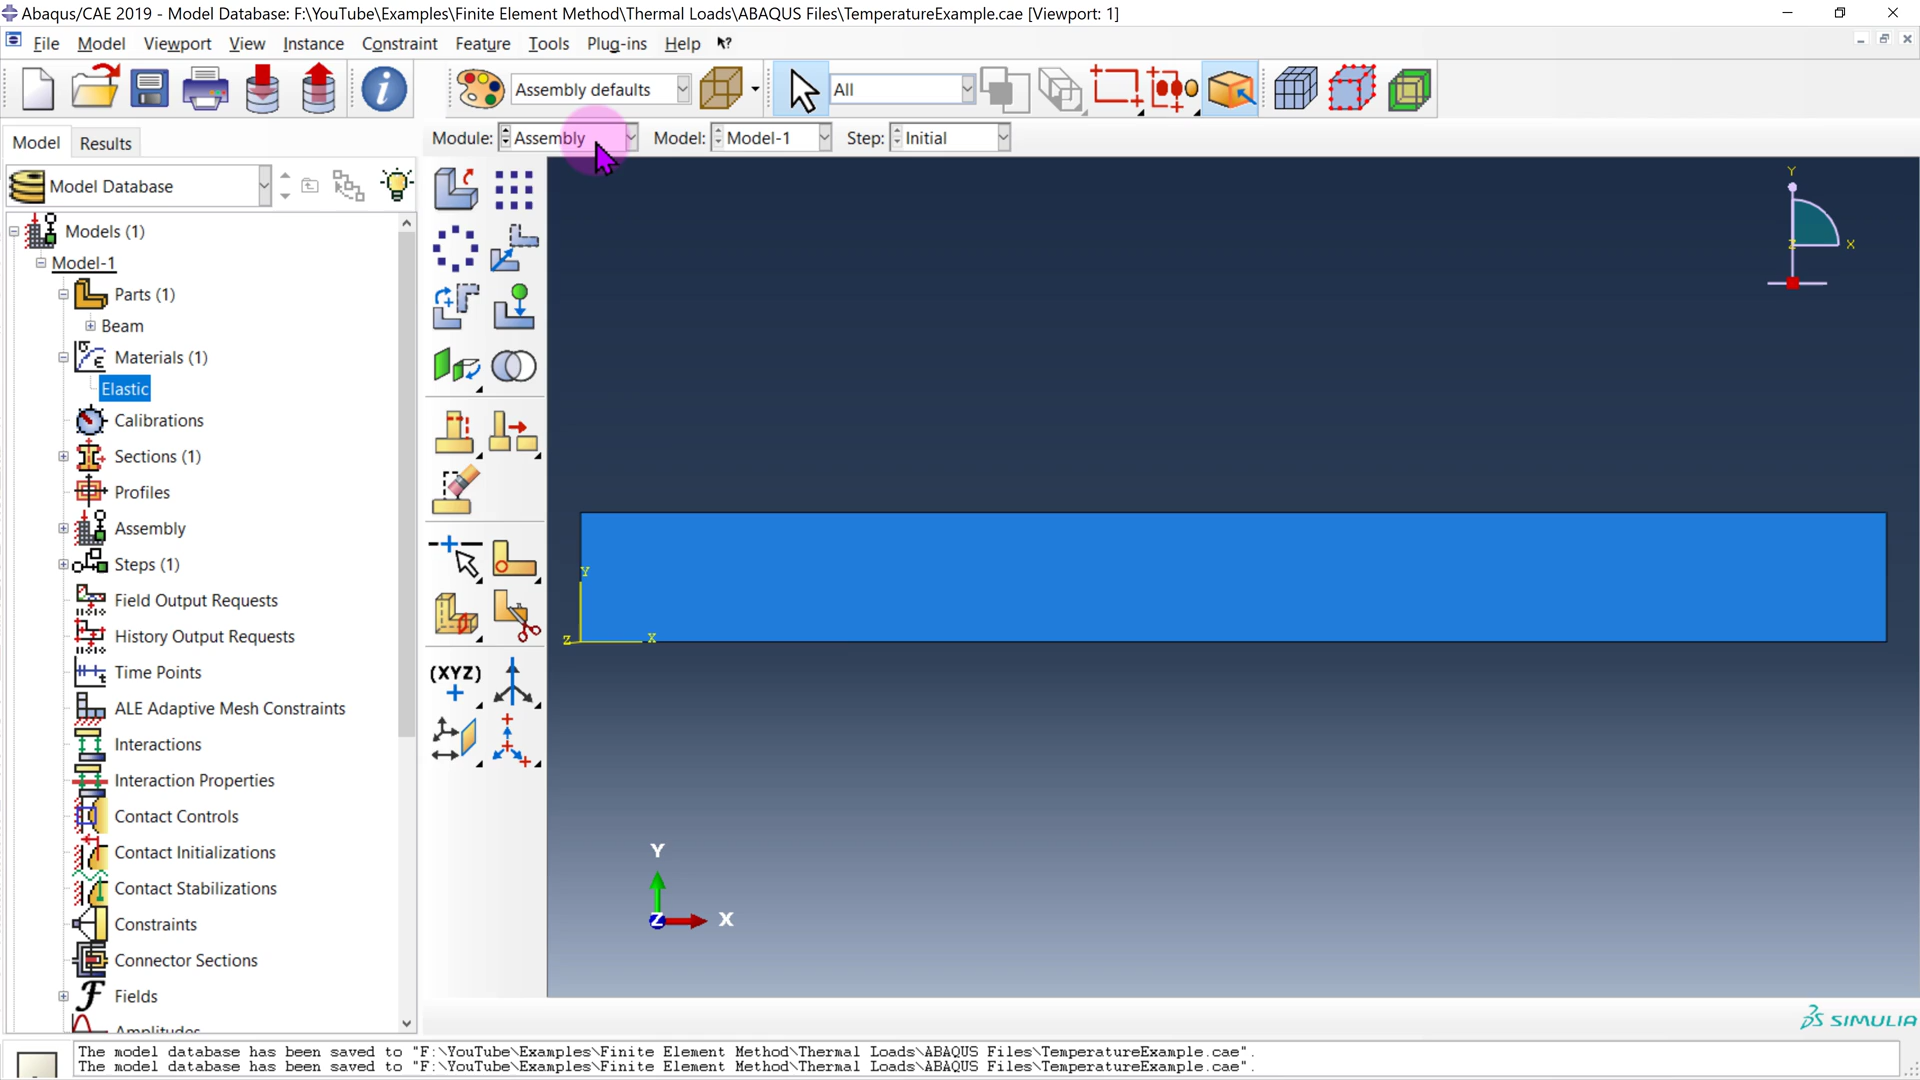 Abaqus/CAE 2019 - Model Database: F:\YouTube\Examples\Finite Element Method\Thermal Loads\ABAQUS Files\TemperatureExample.cae [Viewport: 1]
File Model Viewport View Instance Constraint Feature Tools Plug-ins Help
Assembly defaults All
Model Results Module: Assembly Model: Model-1 Step: Initial
Model Database
Models (1)
Model-1
Parts (1)
Beam
Materials (1)
Elastic
Calibrations
Sections (1)
Profiles
Assembly
Steps (1)
Field Output Requests
History Output Requests
Time Points
ALE Adaptive Mesh Constraints
Interactions
Interaction Properties
Contact Controls
Contact Initializations
Contact Stabilizations
Constraints
Connector Sections
Fields
Amplitudes
(XYZ)
Y
Z X
Y
Z X
Y
Z X
SIMULIA
The model database has been saved to "F:\YouTube\Examples\Finite Element Method\Thermal Loads\ABAQUS Files\TemperatureExample.cae".
The model database has been saved to "F:\YouTube\Examples\Finite Element Method\Thermal Loads\ABAQUS Files\TemperatureExample.cae".